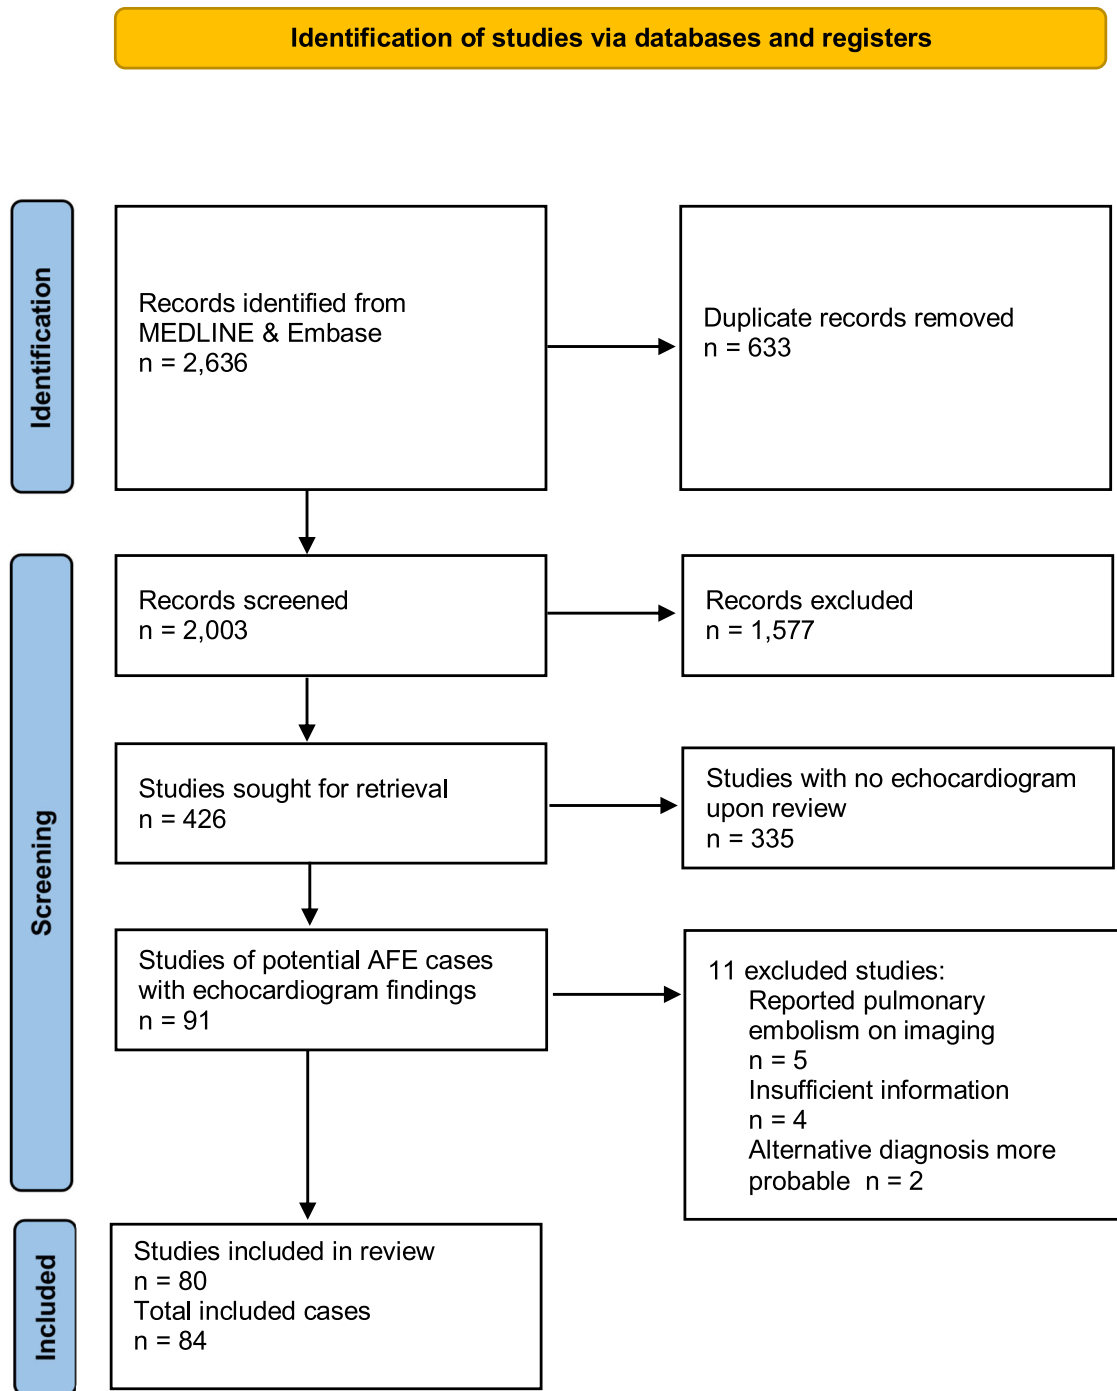 Identification of studies via databases and registers
Identification
Records identified from
MEDLINE & Embase
n = 2,636
Duplicate records removed
n = 633
Screening
Records screened
n = 2,003
Records excluded
n = 1,577
Studies sought for retrieval
n = 426
Studies with no echocardiogram
upon review
n = 335
Studies of potential AFE cases
with echocardiogram findings
n = 91
11 excluded studies:
Reported pulmonary
embolism on imaging
n = 5
Insufficient information
n = 4
Alternative diagnosis more
probable  n = 2
Included
Studies included in review
n = 80
Total included cases
n = 84